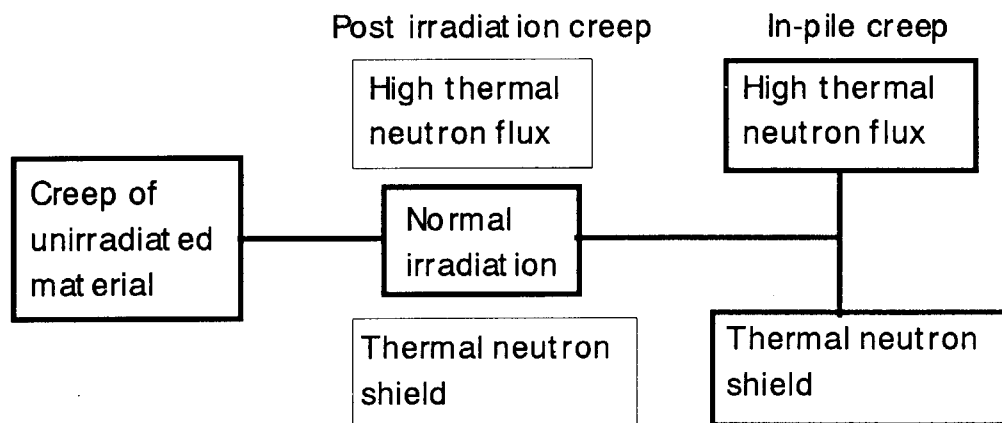 Post irradiation creep
In-pile creep
High thermal
neutron flux
High thermal
neutron flux
Creep of
unirradiated
material
Normal
irradiation
Thermal neutron
shield
Thermal neutron
shield